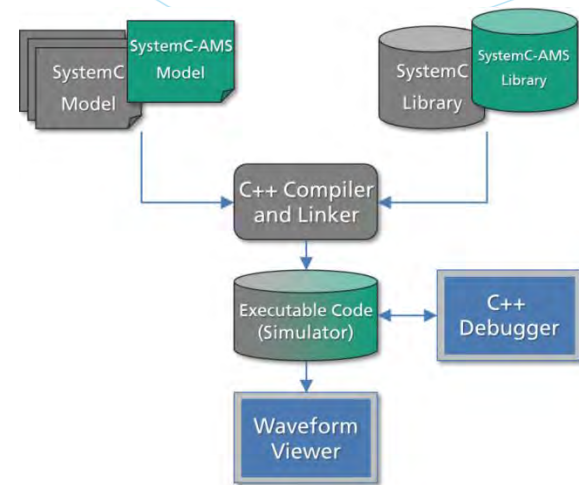 SystemC
Model
SystemC-AMS
Model
SystemC
Library
SystemC-AMS
Library
C++ Compiler
and Linker
Executable Code
(Simulator)
C++
Debugger
Waveform
Viewer